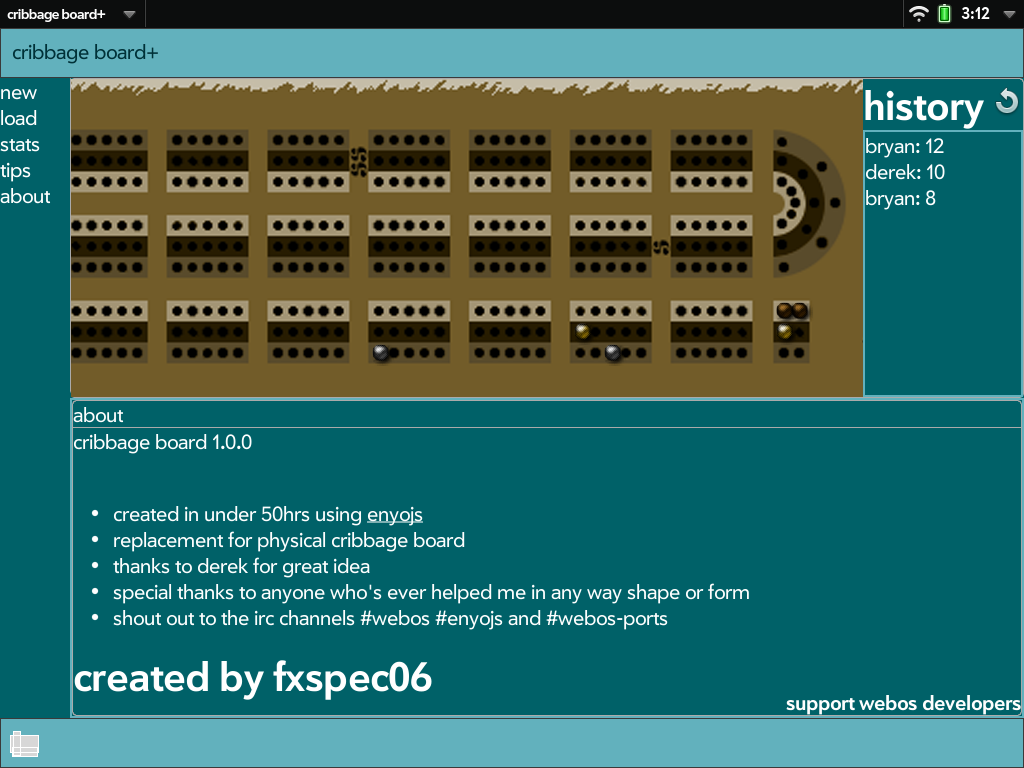 cribbage board+
3:12
cribbage board+
new
load
stats
tips
about
history
bryan: 12
derek: 10
bryan: 8
about
cribbage board 1.0.0
• created in under 50hrs using enyojs
• replacement for physical cribbage board
• thanks to derek for great idea
• special thanks to anyone who's ever helped me in any way shape or form
• shout out to the irc channels #webos #enyojs and #webos-ports
created by fxspec06
support webos developers